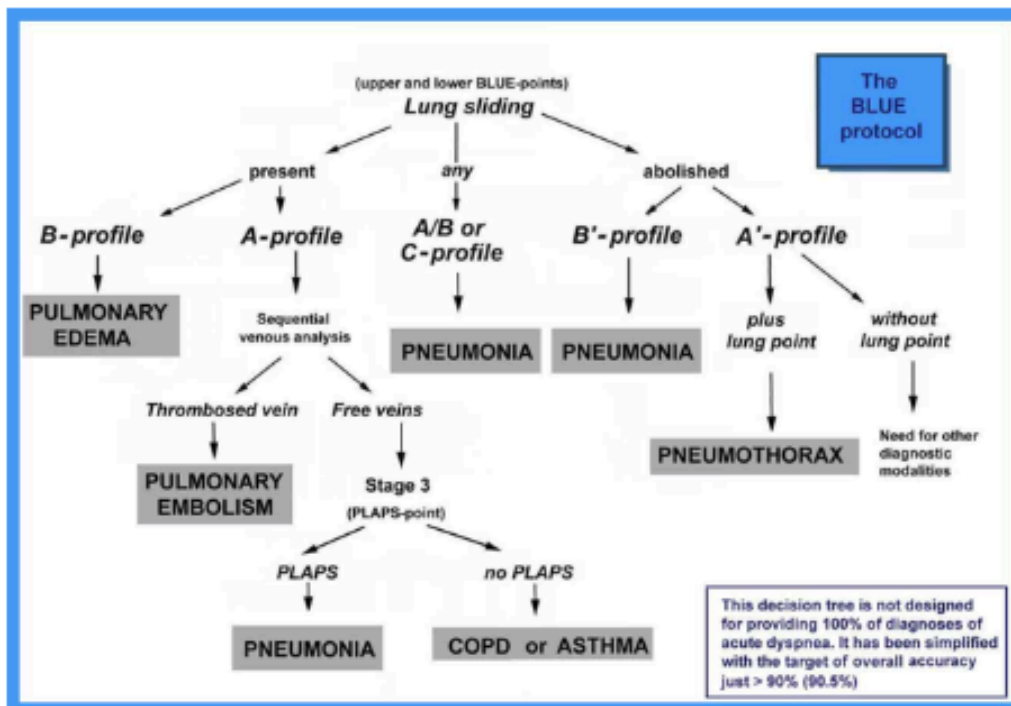 The
BLUE
protocol
(upper and lower BLUE-points)
Lung sliding
present
any
abolished
B-profile
A-profile
A/B or
C-profile
B'-profile
A'-profile
PULMONARY
EDEMA
Sequential
venous analysis
PNEUMONIA
PNEUMONIA
plus
lung point
without
lung point
Thrombosed vein
Free veins
PULMONARY
EMBOLISM
Stage 3
(PLAPS-point)
PNEUMOTHORAX
Need for other
diagnostic
modalities
PLAPS
no PLAPS
PNEUMONIA
COPD or ASTHMA
This decision tree is not designed
for providing 100% of diagnoses of
acute dyspnea. It has been simplified
with the target of overall accuracy
just > 90% (90.5%)